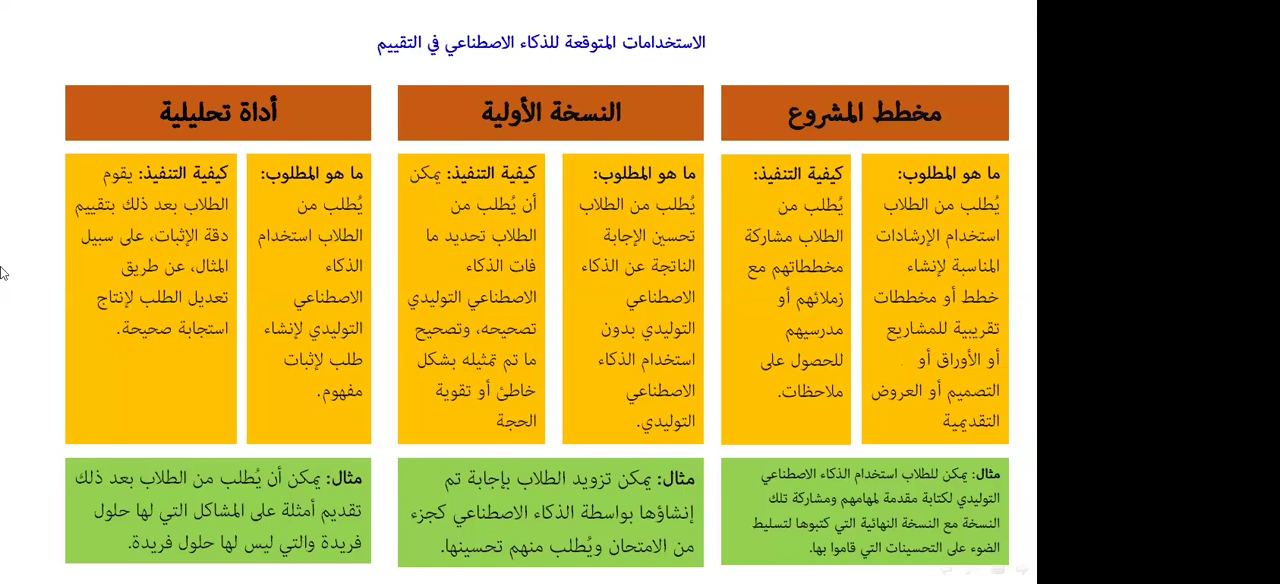 الاستخدامات المتوقعة للذكاء الاصطناعي في التقييم
مخطط المشروع
ما هو المطلوب:
يُطلب من الطلاب
استخدام الإرشادات
المناسبة لإنشاء
خطط أو مخططات
تقريبية للمشاريع
أو الأوراق أو
التصميم أو العروض
التقديمية
كيفية التنفيذ:
يُطلب من
الطلاب مشاركة
مخططاتهم مع
زملائهم أو
مدرسيهم
للحصول على
ملاحظات.
مثال: يمكن للطلاب استخدام الذكاء الاصطناعي
التوليدي لكتابة مقدمة لمهامهم ومشاركة تلك
النسخة مع النسخة النهائية التي كتبوها لتسليط
الضوء على التحسينات التي قاموا بها.
النسخة الأولية
ما هو المطلوب:
يُطلب من الطلاب
تحسين الإجابة
الناتجة عن الذكاء
الاصطناعي
التوليدي بدون
استخدام الذكاء
الاصطناعي
التوليدي.
كيفية التنفيذ: يمكن
أن يُطلب من
الطلاب تحديد ما
فات الذكاء
الاصطناعي التوليدي
تصحيحه، وتصحيح
ما تم تمثيله بشكل
خاطئ أو تقوية
الحجة
مثال: يمكن تزويد الطلاب بإجابة تم
إنشاؤها بواسطة الذكاء الاصطناعي كجزء
من الامتحان ويُطلب منهم تحسينها.
أداة تحليلية
ما هو المطلوب:
يُطلب من
الطلاب استخدام
الذكاء
الاصطناعي
التوليدي لإنشاء
طلب لإثبات
مفهوم.
كيفية التنفيذ: يقوم
الطلاب بعد ذلك بتقييم
دقة الإثبات، على سبيل
المثال، عن طريق
تعديل الطلب لإنتاج
استجابة صحيحة.
مثال: يمكن أن يُطلب من الطلاب بعد ذلك
تقديم أمثلة على المشاكل التي لها حلول
فريدة والتي ليس لها حلول فريدة.